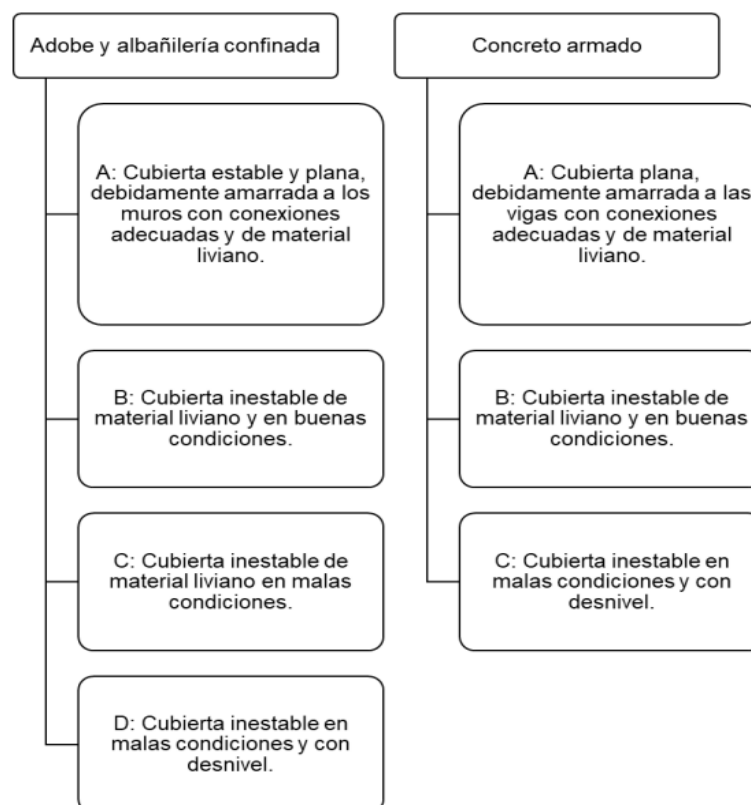 Adobe y albañilería confinada
A: Cubierta estable y plana,
debidamente amarrada a los
muros con conexiones
adecuadas y de material
liviano.
B: Cubierta inestable de
material liviano y en buenas
condiciones.
C: Cubierta inestable de
material liviano en malas
condiciones.
D: Cubierta inestable en
malas condiciones y con
desnivel.
Concreto armado
A: Cubierta plana,
debidamente amarrada a las
vigas con conexiones
adecuadas y de material
liviano.
B: Cubierta inestable de
material liviano y en buenas
condiciones.
C: Cubierta inestable en
malas condiciones y con
desnivel.